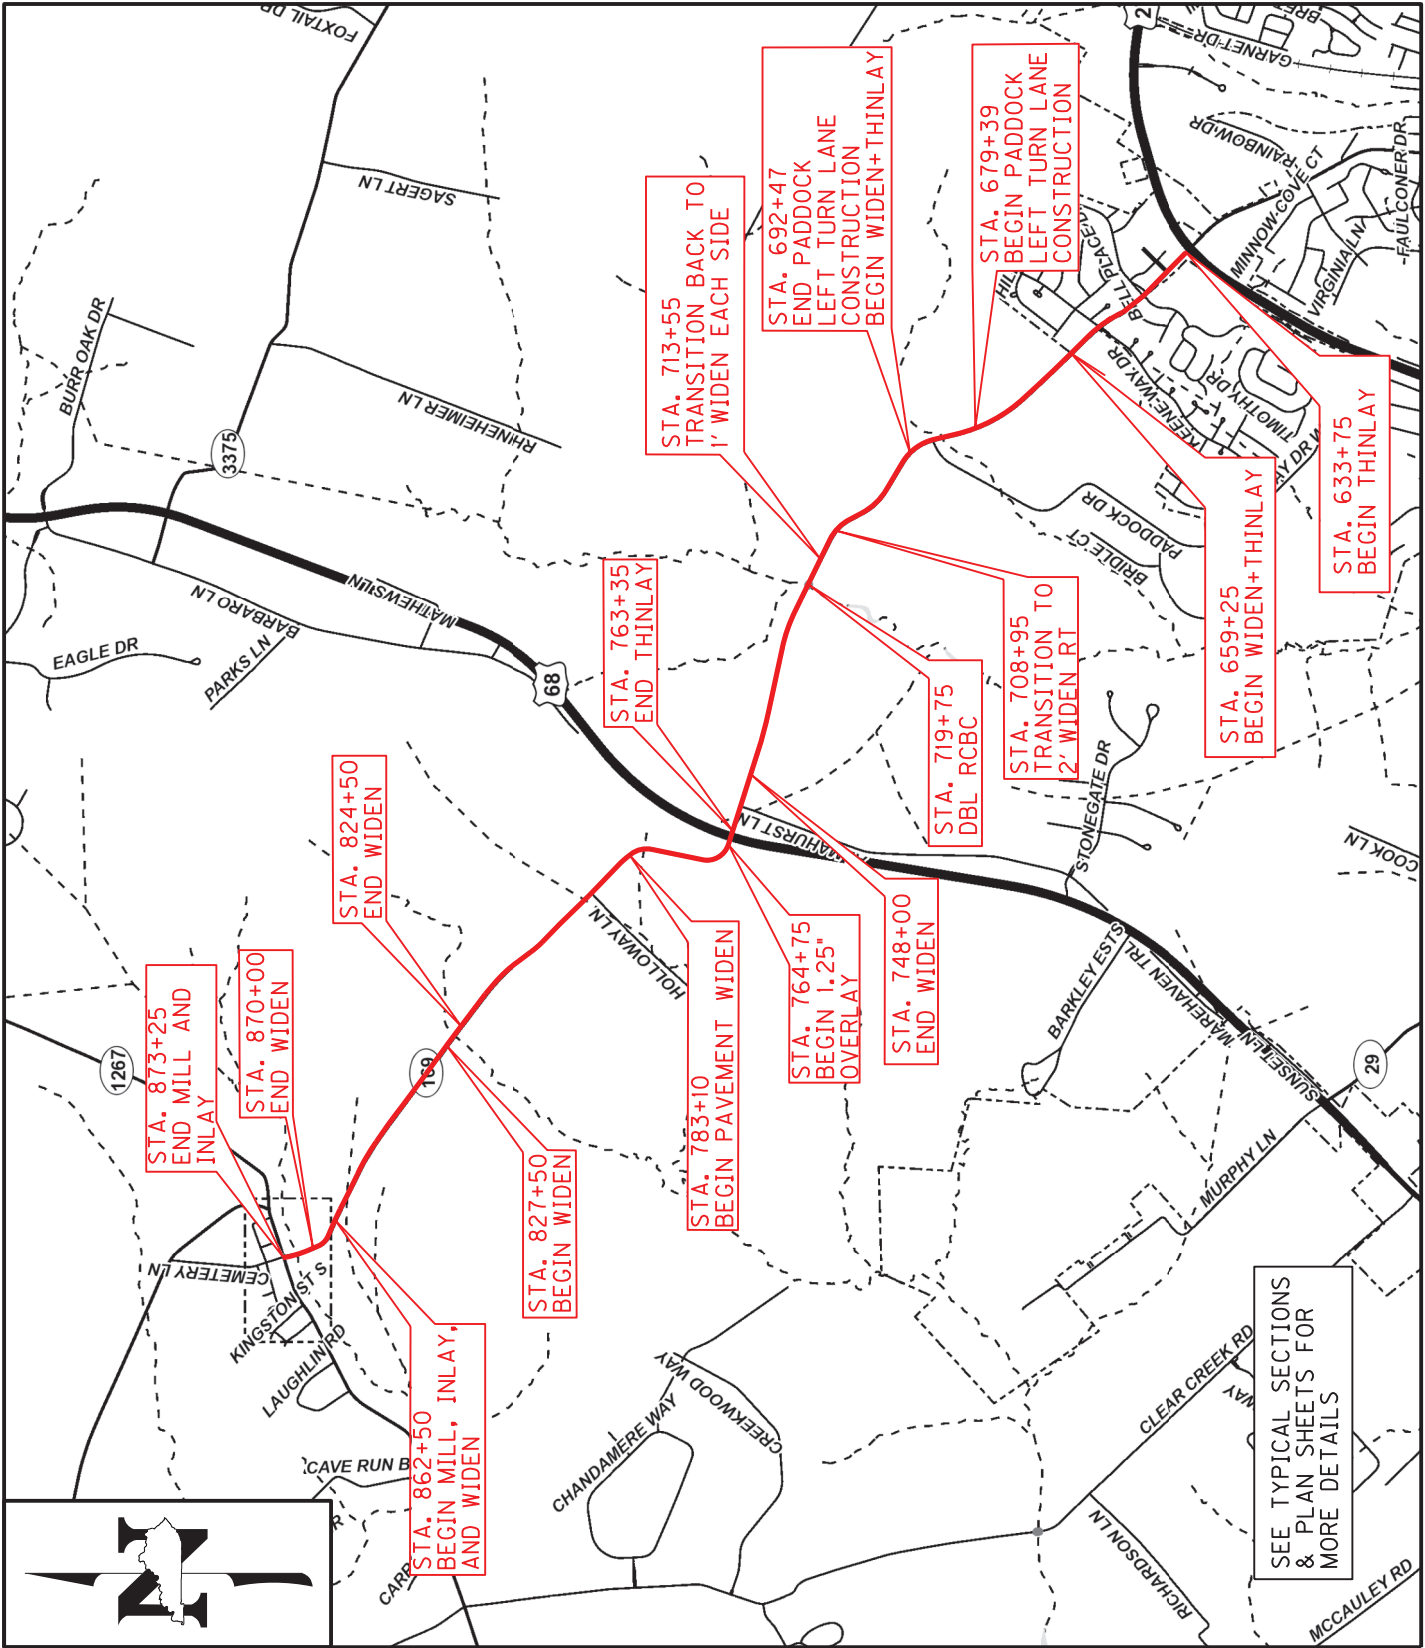 FOXTAIL DR
SAGERT LN
BURR OAK DR
3375
RHINEHEIMER LN
BARBARO LN
MATHEWS LN
EAGLE DR
PARKS LN
68
GARNET DR
2
RAINBOW DR
MINNOW COVE CT
VIRGINIA LN
FAULCONER DR
BELL PLACE
KEENE WAY DR
TIMOTHY DR
PADDOCK DR
BRIDLE CT
STONEGATE DR
COOK LN
BARKLEY ESTS
MAREHAVEN TRL
SUNSET LN
29
MURPHY LN
HOLLOWAY LN
169
1267
CEMETERY LN
KINGSTON ST S
LAUGHLIN RD
CAVE RUN B
CHANDAMERE WAY
CREEKWOOD WAY
CLEAR CREEK RD
WAY
RICHARDSON LN
MCCAULEY RD
STA. 633+75
BEGIN THINLAY
STA. 659+25
BEGIN WIDEN+THINLAY
STA. 679+39
BEGIN PADDOCK
LEFT TURN LANE
CONSTRUCTION
STA. 692+47
END PADDOCK
LEFT TURN LANE
CONSTRUCTION
BEGIN WIDEN+THINLAY
STA. 708+95
TRANSITION TO
2' WIDEN RT
STA. 713+55
TRANSITION BACK TO
1' WIDEN EACH SIDE
STA. 719+75
DBL RCBC
STA. 748+00
END WIDEN
STA. 763+35
END THINLAY
STA. 764+75
BEGIN 1.25"
OVERLAY
STA. 783+10
BEGIN PAVEMENT WIDEN
STA. 824+50
END WIDEN
STA. 827+50
BEGIN WIDEN
STA. 862+50
BEGIN MILL, INLAY,
AND WIDEN
STA. 870+00
END WIDEN
STA. 873+25
END MILL AND
INLAY
SEE TYPICAL SECTIONS
& PLAN SHEETS FOR
MORE DETAILS
N